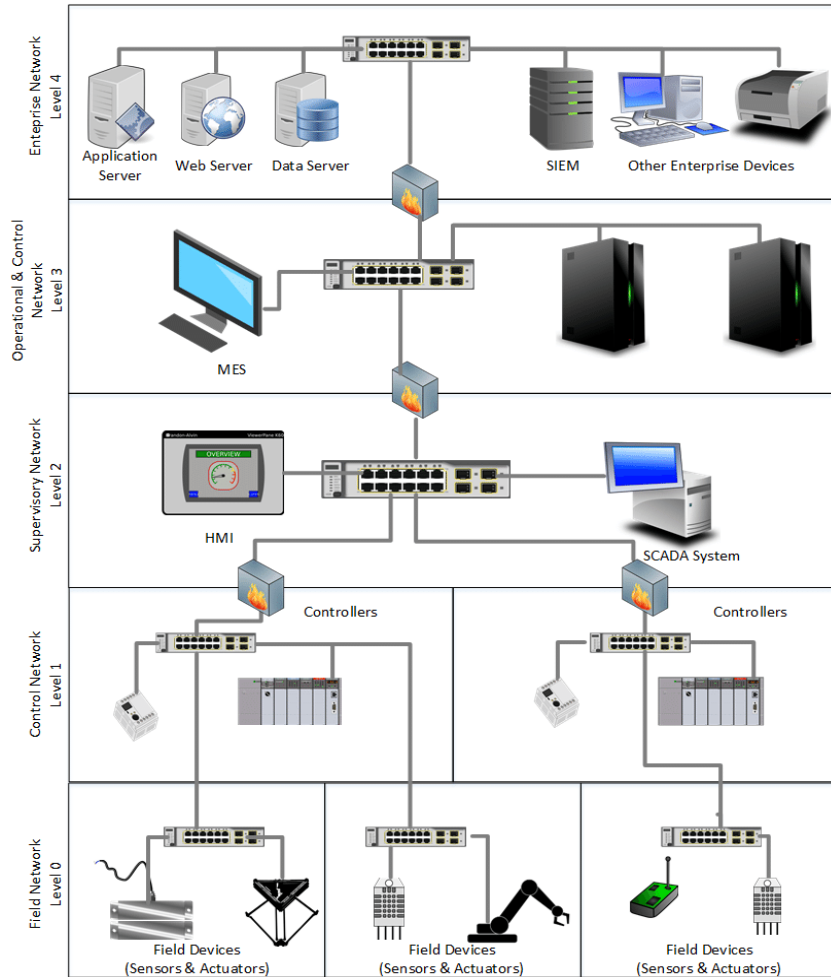 Enteprise Network
Level 4
Application
Server
Web Server
Data Server
SIEM
Other Enterprise Devices
Operational & Control
Network
Level 3
MES
Supervisory Network
Level 2
OVERVIEW
HMI
SCADA System
Control Network
Level 1
Controllers
Controllers
Field Network
Level 0
Field Devices
(Sensors & Actuators)
Field Devices
(Sensors & Actuators)
Field Devices
(Sensors & Actuators)